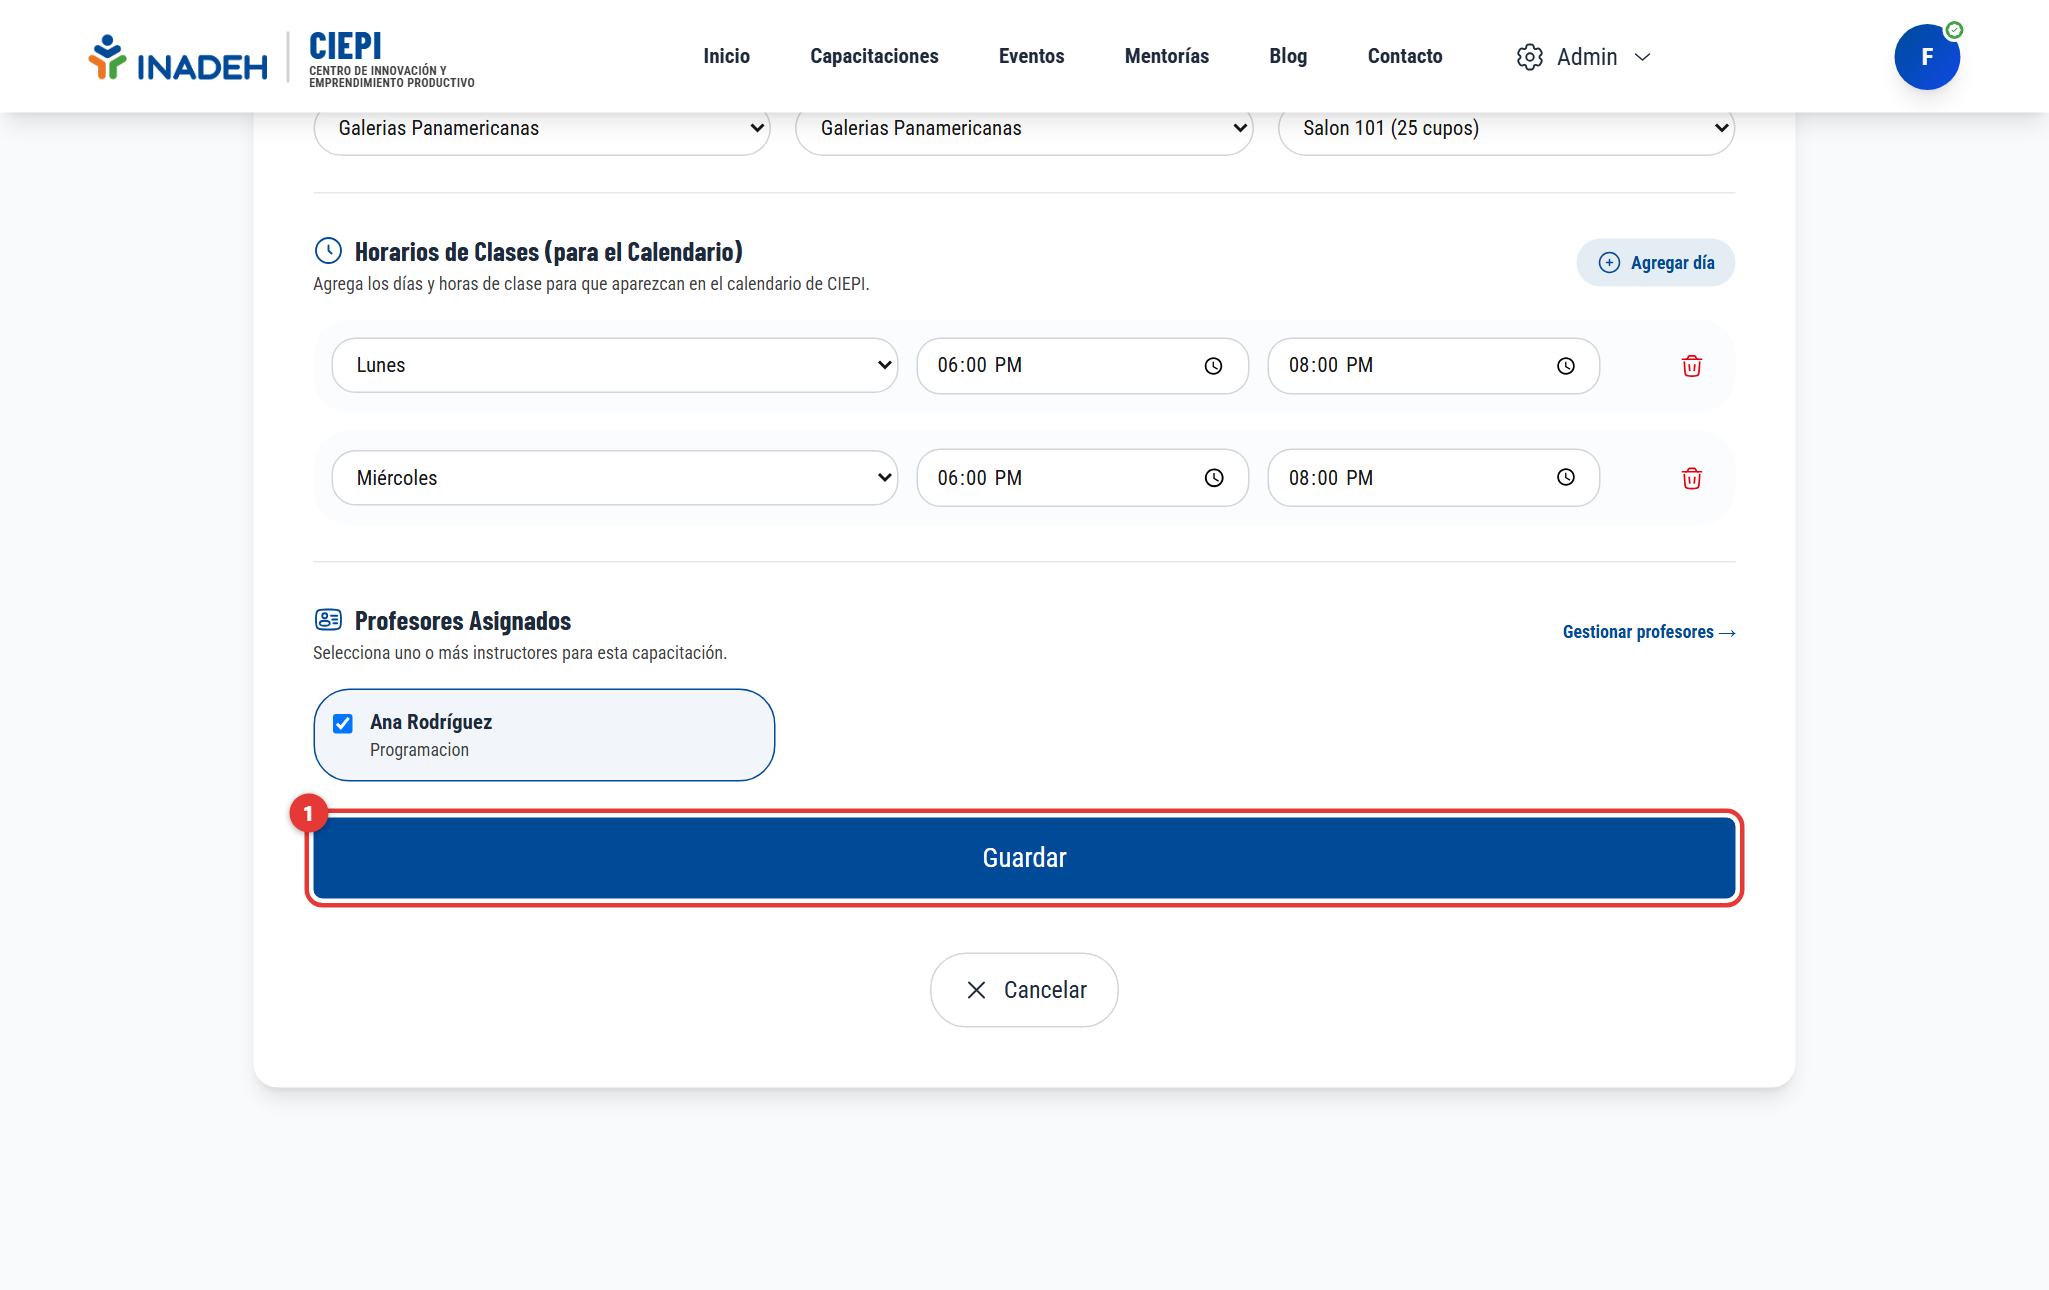 INADEH
CIEPI
CENTRO DE INNOVACIÓN Y
EMPRENDIMIENTO PRODUCTIVO
Inicio
Capacitaciones
Eventos
Mentorías
Blog
Contacto
Admin
F
Galerias Panamericanas
Galerias Panamericanas
Salon 101 (25 cupos)
Horarios de Clases (para el Calendario)
Agrega los días y horas de clase para que aparezcan en el calendario de CIEPI.
Agregar día
Lunes
06:00 PM
08:00 PM
Miércoles
06:00 PM
08:00 PM
Profesores Asignados
Selecciona uno o más instructores para esta capacitación.
Gestionar profesores →
Ana Rodríguez
Programacion
1
Guardar
Cancelar